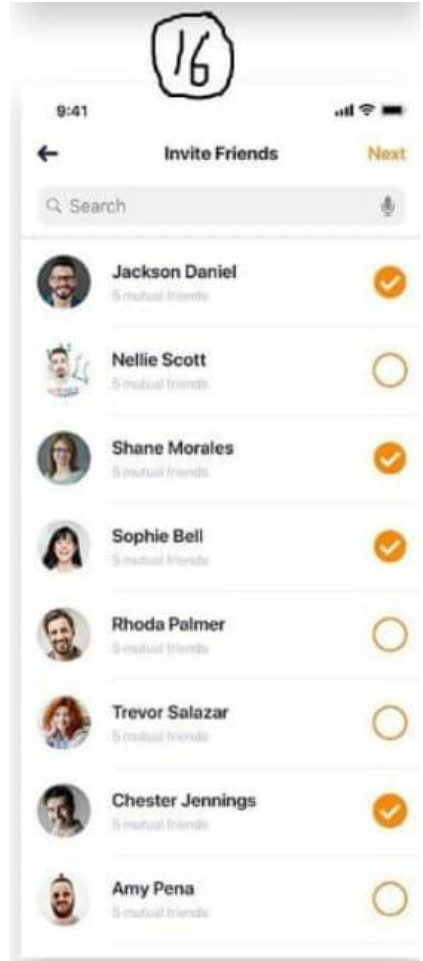 16
9:41
Invite Friends
Next
Search
Jackson Daniel
5 mutual friends
Nellie Scott
5 mutual friends
Shane Morales
5 mutual friends
Sophie Bell
5 mutual friends
Rhoda Palmer
5 mutual friends
Trevor Salazar
5 mutual friends
Chester Jennings
5 mutual friends
Amy Pena
5 mutual friends